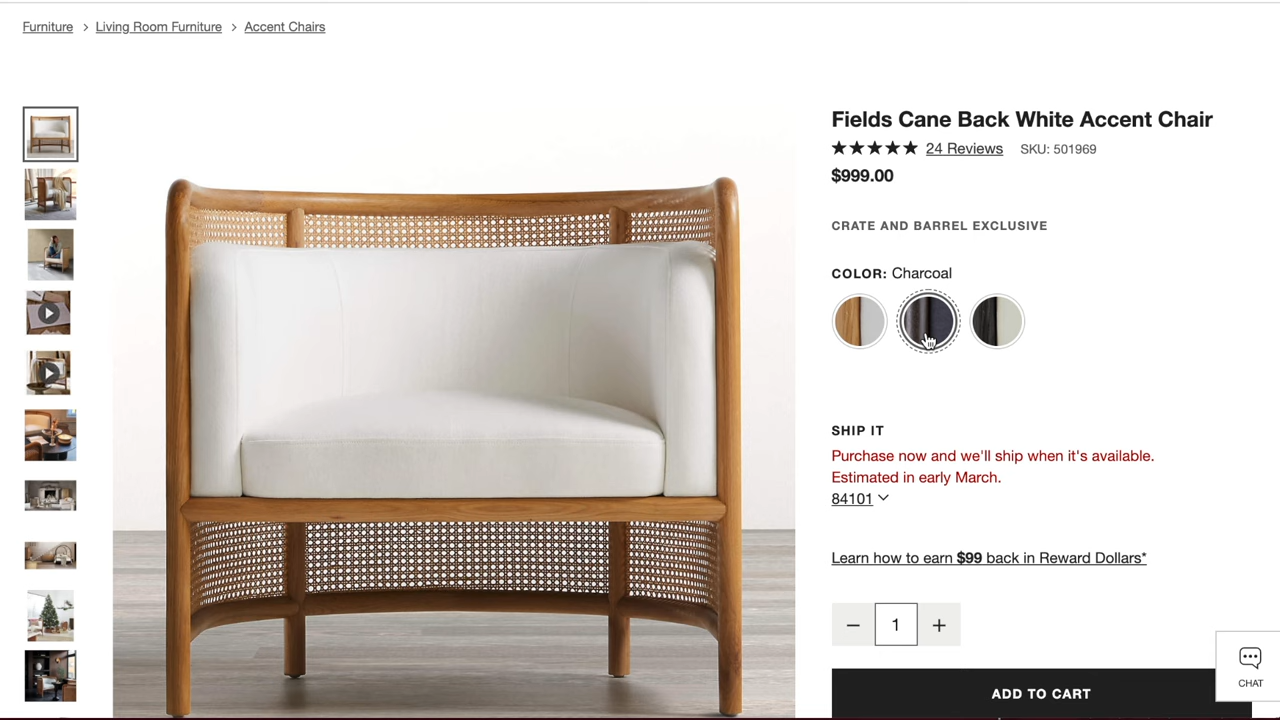 Furniture > Living Room Furniture > Accent Chairs
Fields Cane Back White Accent Chair
24 Reviews SKU: 501969
$999.00
CRATE AND BARREL EXCLUSIVE
COLOR: Charcoal
SHIP IT
Purchase now and we'll ship when it's available.
Estimated in early March.
84101
Learn how to earn $99 back in Reward Dollars*
− 1 +
CHAT
ADD TO CART